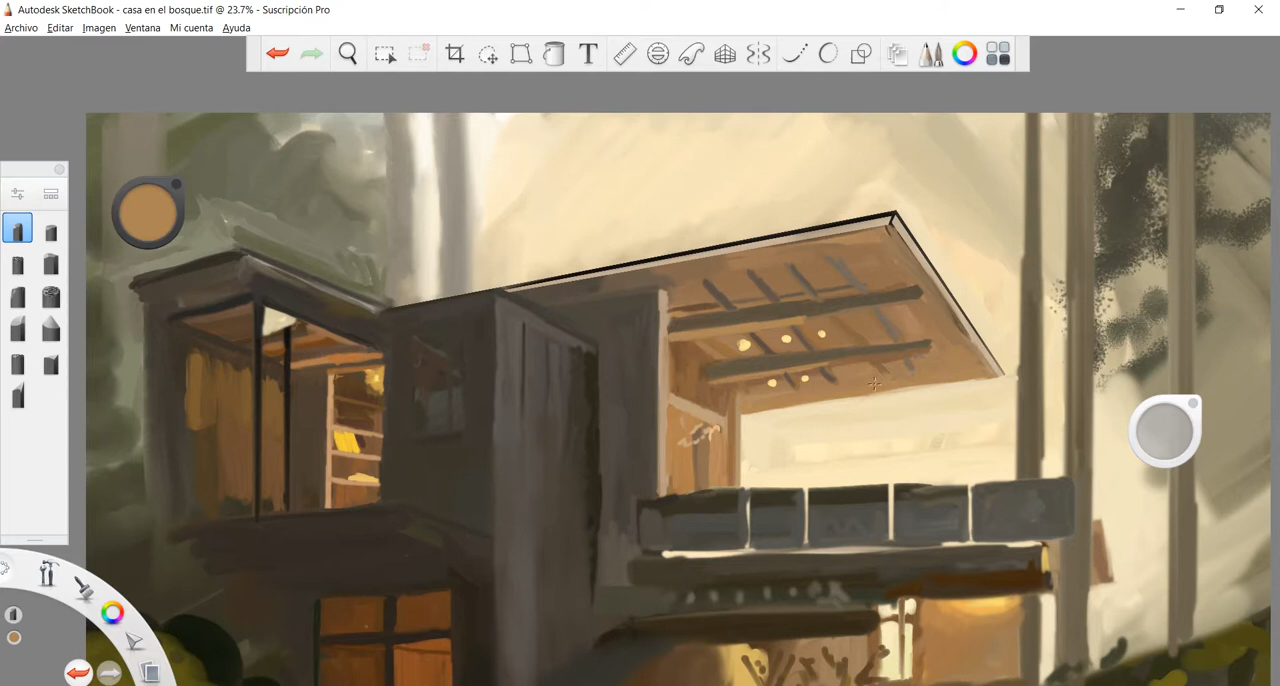 Autodesk SketchBook - casa en el bosque.tif @ 23.7% - Suscripción Pro
Archivo Editar Imagen Ventana Mi cuenta Ayuda
T